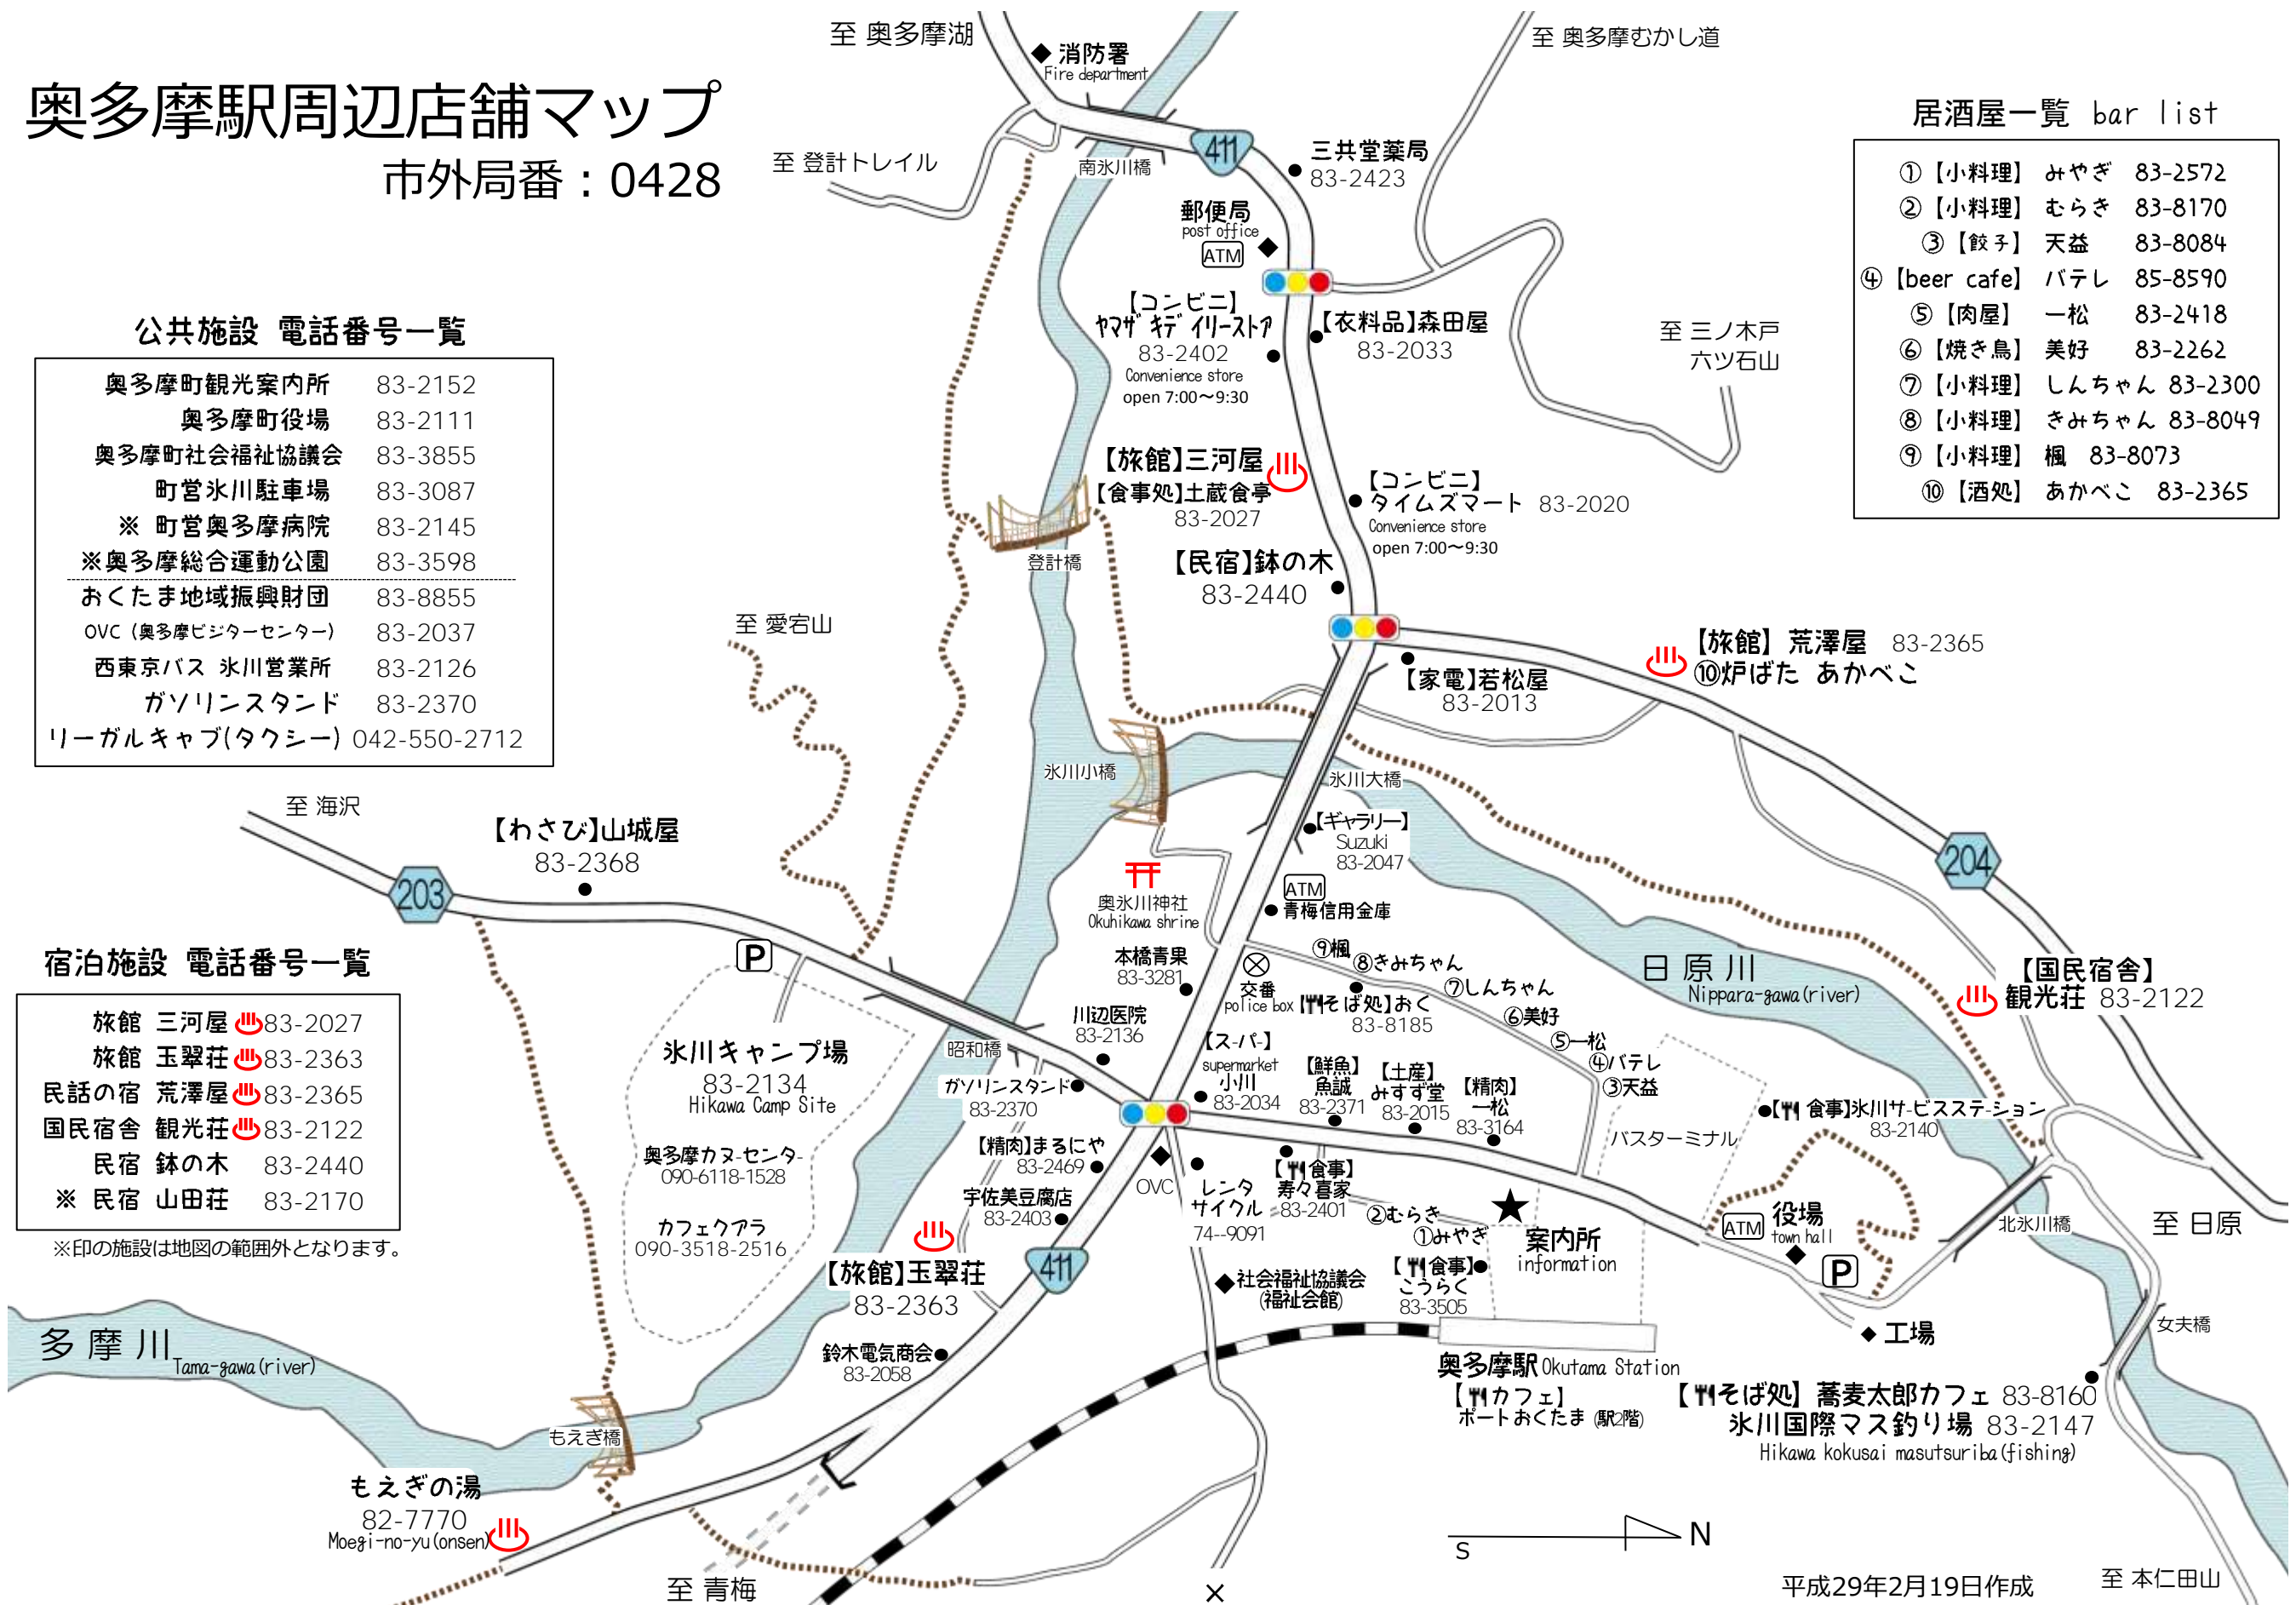 奥多摩駅周辺店舗マップ
市外局番：0428
公共施設 電話番号一覧
奥多摩町観光案内所 83-2152
奥多摩町役場 83-2111
奥多摩町社会福祉協議会 83-3855
町営氷川駐車場 83-3087
※ 町営奥多摩病院 83-2145
※奥多摩総合運動公園 83-3598
おくたま地域振興財団 83-8855
OVC（奥多摩ビジターセンター） 83-2037
西東京バス 氷川営業所 83-2126
ガソリンスタンド 83-2370
リーガルキャブ(タクシー) 042-550-2712
宿泊施設 電話番号一覧
旅館 三河屋 83-2027
旅館 玉翠荘 83-2363
民話の宿 荒澤屋 83-2365
国民宿舎 観光荘 83-2122
民宿 鉢の木 83-2440
※ 民宿 山田荘 83-2170
※印の施設は地図の範囲外となります。
居酒屋一覧 bar list
①【小料理】 みやぎ 83-2572
②【小料理】 むらき 83-8170
③【餃子】 天益 83-8084
④【beer cafe】 バテレ 85-8590
⑤【肉屋】 一松 83-2418
⑥【焼き鳥】 美好 83-2262
⑦【小料理】 しんちゃん 83-2300
⑧【小料理】 きみちゃん 83-8049
⑨【小料理】 楓 83-8073
⑩【酒処】 あかべこ 83-2365
至 奥多摩湖
消防署
Fire department
至 奥多摩むかし道
至 登計トレイル
南氷川橋
411
三共堂薬局
83-2423
郵便局
post office
ATM
【コンビニ】
ヤマザキデイリーストア
83-2402
Convenience store
open 7:00～9:30
【衣料品】森田屋
83-2033
至 三ノ木戸
六ツ石山
【旅館】三河屋
【食事処】土蔵食亭
83-2027
【コンビニ】
タイムズマート 83-2020
Convenience store
open 7:00～9:30
登計橋
【民宿】鉢の木
83-2440
至 愛宕山
【旅館】 荒澤屋 83-2365
⑩炉ばた あかべこ
【家電】若松屋
83-2013
氷川小橋
氷川大橋
至 海沢
【わさび】山城屋
83-2368
203
【ギャラリー】
Suzuki
83-2047
204
奥氷川神社
Okuhikawa shrine
ATM
青梅信用金庫
P
本橋青果
83-3281
交番
police box
⑨楓
⑧きみちゃん
⑦しんちゃん
⑥美好
⑤一松
④バテレ
③天益
【そば処】おく
83-8185
日原川
Nippara-gawa(river)
【国民宿舎】
観光荘 83-2122
川辺医院
83-2136
昭和橋
氷川キャンプ場
83-2134
Hikawa Camp Site
ガソリンスタンド
83-2370
【スーパー】
supermarket
小川
83-2034
【鮮魚】
魚誠
83-2371
【土産】
みすず堂
83-2015
【精肉】
一松
83-3164
バスターミナル
【食事】氷川サービスステーション
83-2140
奥多摩カヌーセンター
090-6118-1528
カフェクアラ
090-3518-2516
【精肉】まるにや
83-2469
OVC
レンタ
サイクル
74--9091
【食事】
寿々喜家
83-2401
宇佐美豆腐店
83-2403
②むらき
①みやぎ
案内所
information
ATM
役場
town hall
P
北氷川橋
至 日原
【旅館】玉翠荘
83-2363
411
社会福祉協議会
(福祉会館)
【食事】
こうらく
83-3505
工場
女夫橋
多摩川
Tama-gawa(river)
鈴木電気商会
83-2058
奥多摩駅 Okutama Station
【カフェ】
ポートおくたま (駅2階)
【そば処】 蕎麦太郎カフェ 83-8160
氷川国際マス釣り場 83-2147
Hikawa kokusai masutsuriba(fishing)
もえぎ橋
もえぎの湯
82-7770
Moegi-no-yu(onsen)
至 青梅
S
N
平成29年2月19日作成
至 本仁田山